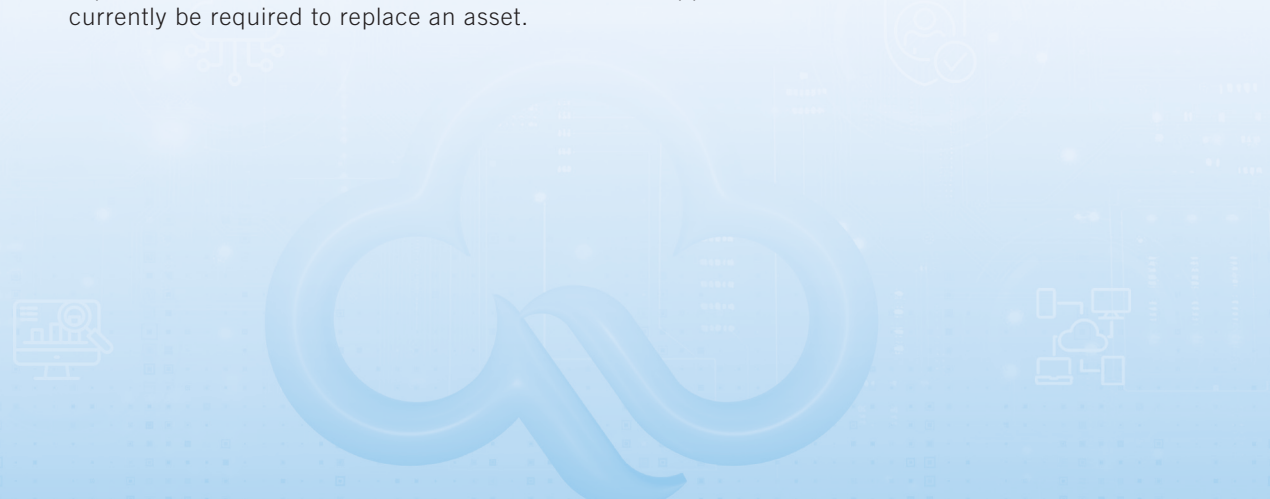 currently be required to replace an asset.